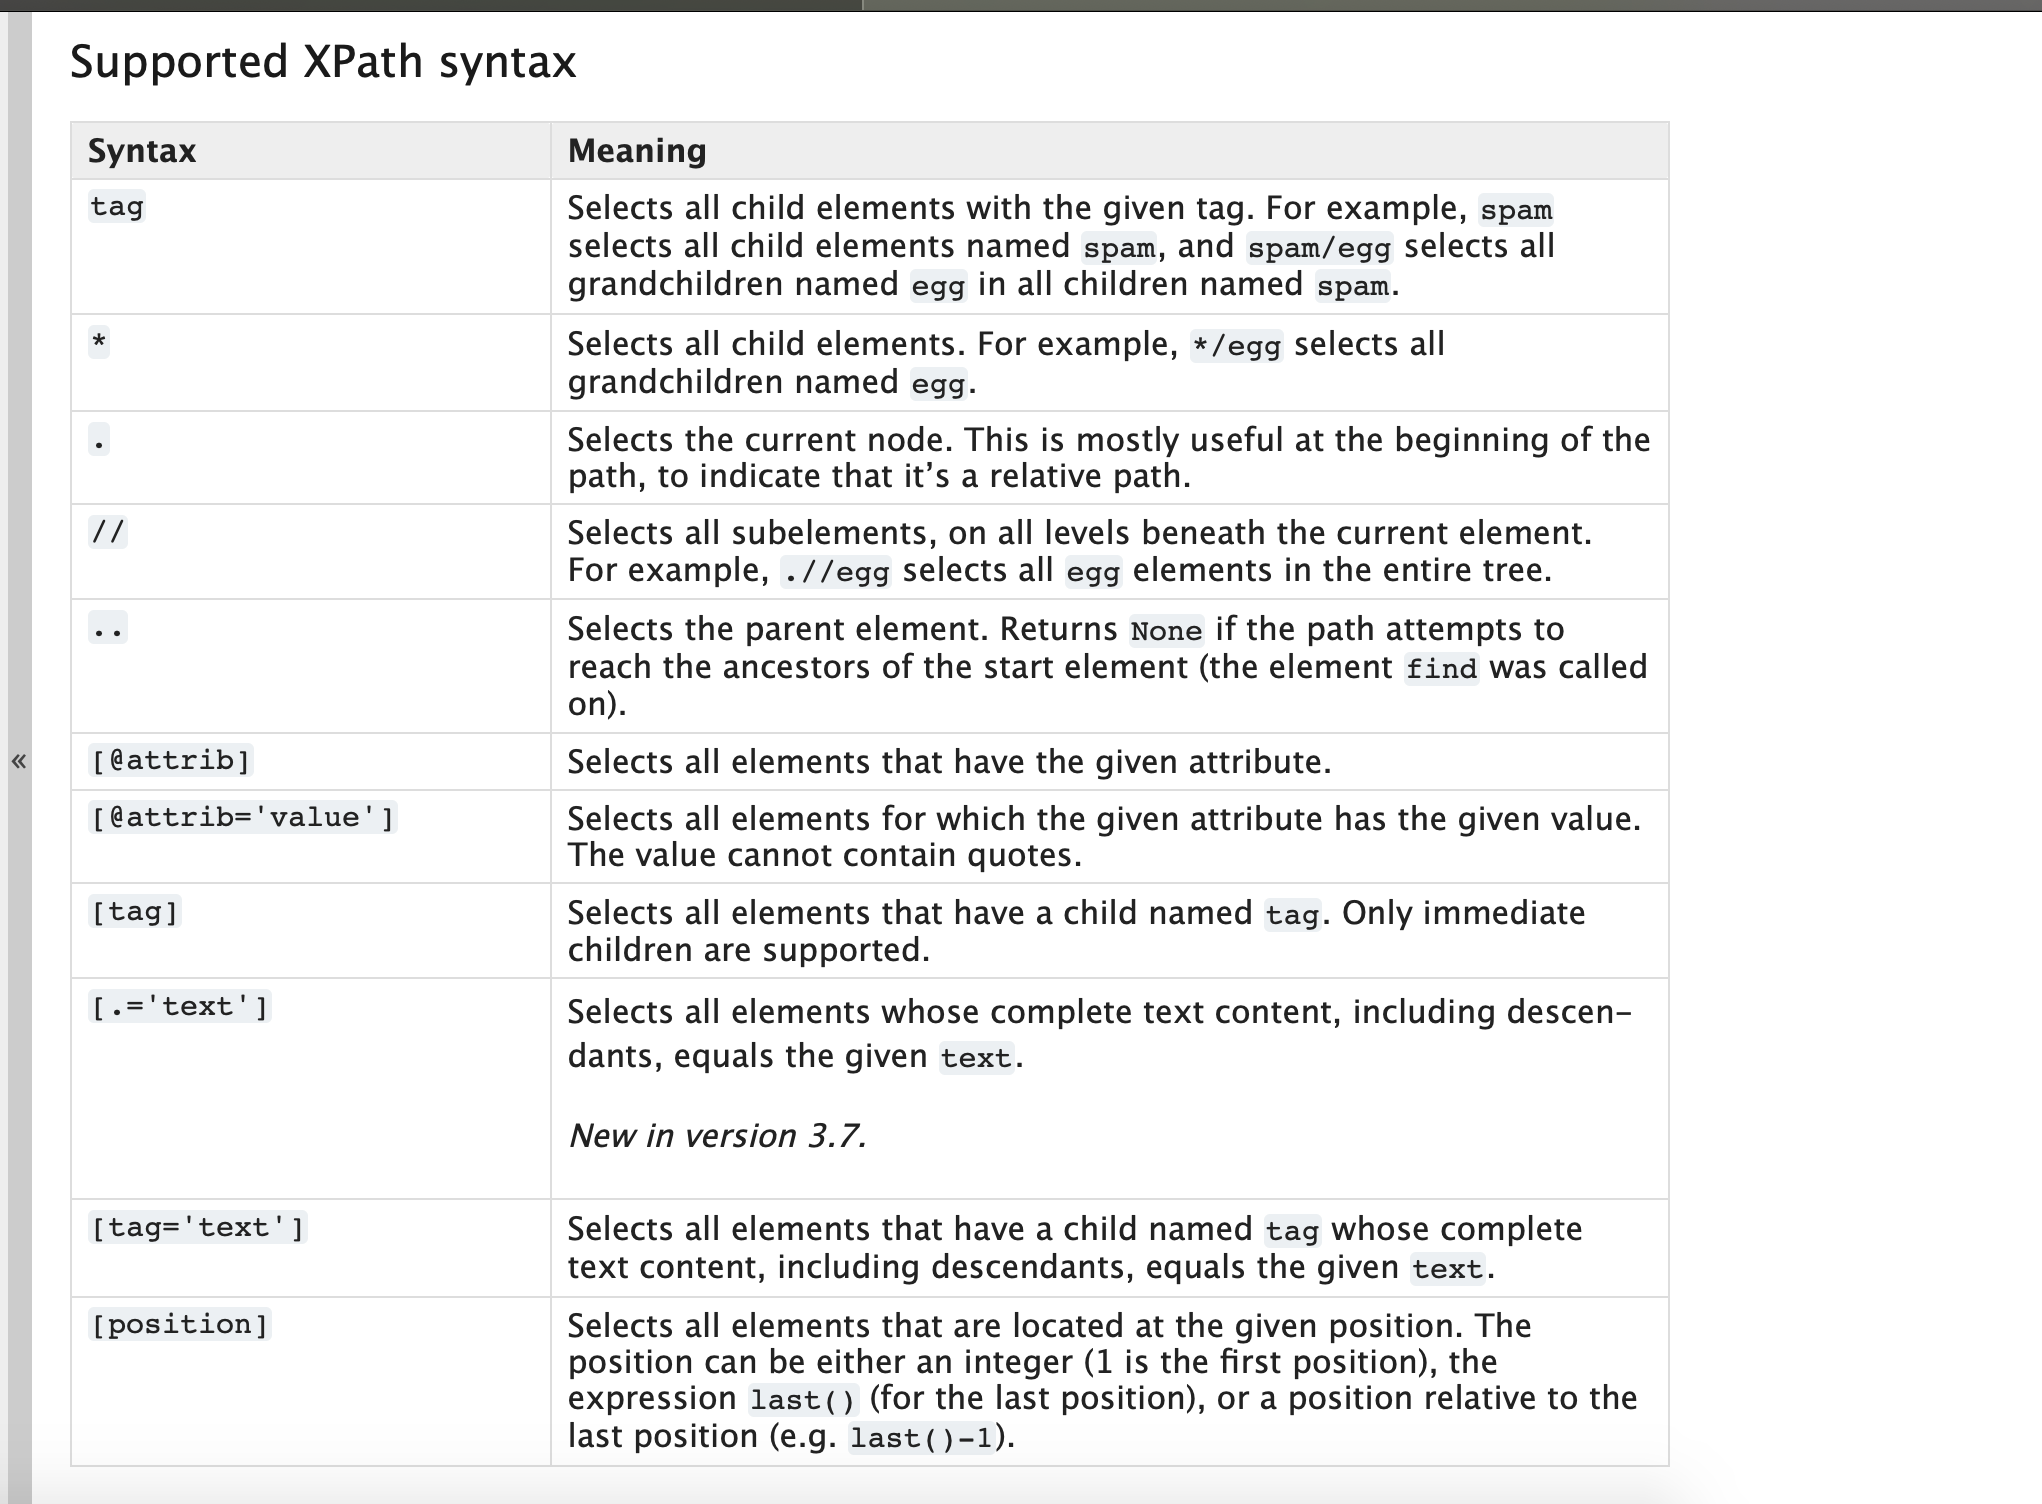 Supported XPath syntax
Syntax Meaning
tag Selects all child elements with the given tag. For example, spam
selects all child elements named spam, and spam/egg selects all
grandchildren named egg in all children named spam.
* Selects all child elements. For example, */egg selects all
grandchildren named egg.
. Selects the current node. This is mostly useful at the beginning of the
path, to indicate that it’s a relative path.
// Selects all subelements, on all levels beneath the current element.
For example, .//egg selects all egg elements in the entire tree.
.. Selects the parent element. Returns None if the path attempts to
reach the ancestors of the start element (the element find was called
on).
«
[@attrib] Selects all elements that have the given attribute.
[@attrib='value'] Selects all elements for which the given attribute has the given value.
The value cannot contain quotes.
[tag] Selects all elements that have a child named tag. Only immediate
children are supported.
[.='text'] Selects all elements whose complete text content, including descen-
dants, equals the given text.
New in version 3.7.
[tag='text'] Selects all elements that have a child named tag whose complete
text content, including descendants, equals the given text.
[position] Selects all elements that are located at the given position. The
position can be either an integer (1 is the first position), the
expression last() (for the last position), or a position relative to the
last position (e.g. last()-1).